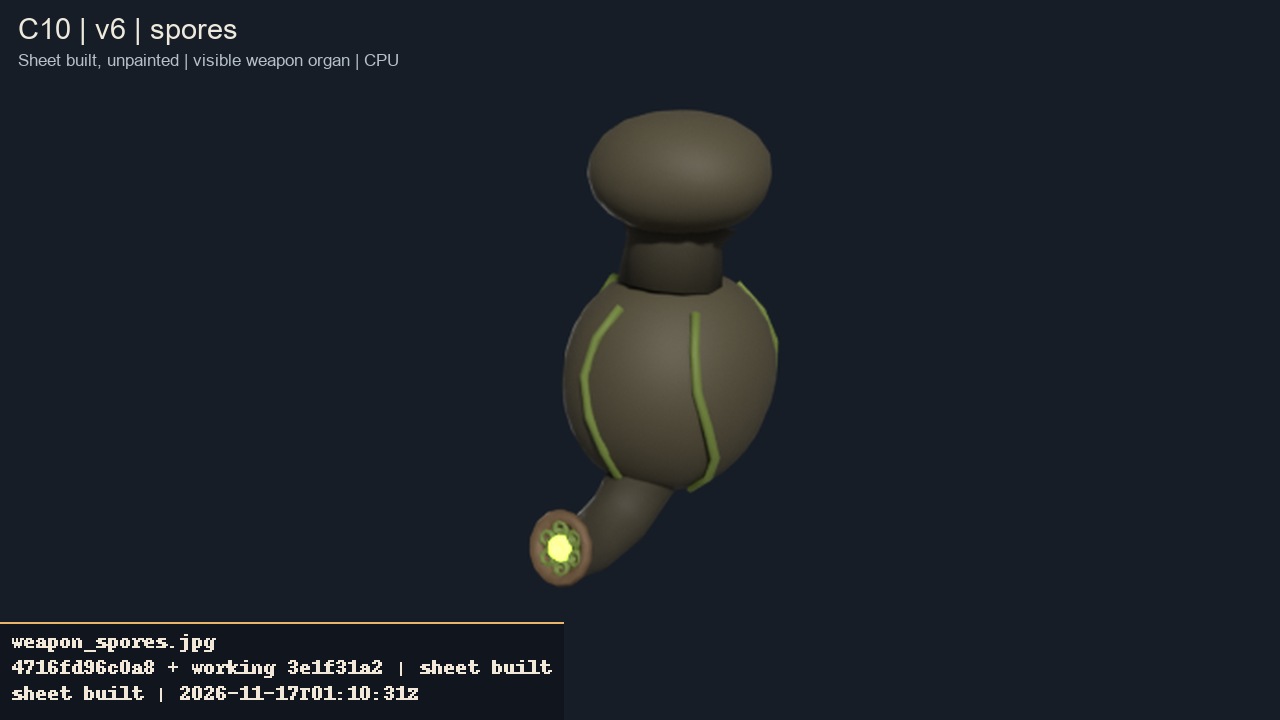 C10 | v6 | spores
Sheet built, unpainted | visible weapon organ | CPU
weapon_spores.jpg
4716fd96c0a8 + working 3e1f31a2 | sheet built
sheet built | 2026-11-17T01:10:31Z